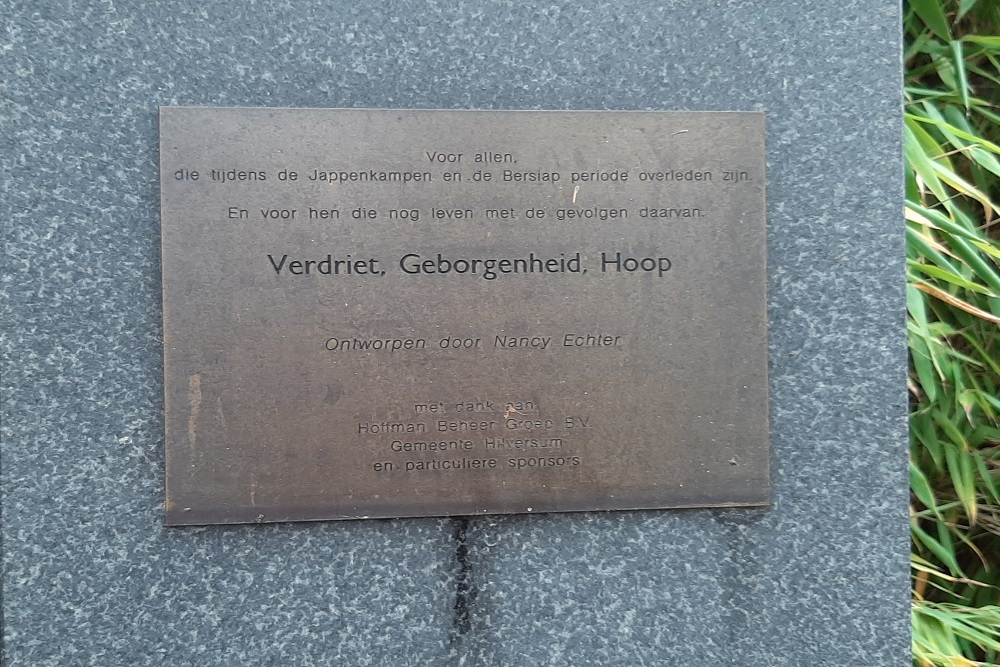 Voor allen,
die tijdens de Jappenkampen en de Bersiap periode overleden zijn.
En voor hen die nog leven met de gevolgen daarvan.
Verdriet, Geborgenheid, Hoop
Ontworpen door Nancy Echter
met dank aan
Hoffman Beheer Groep B.V.
Gemeente Hilversum
en particuliere sponsors